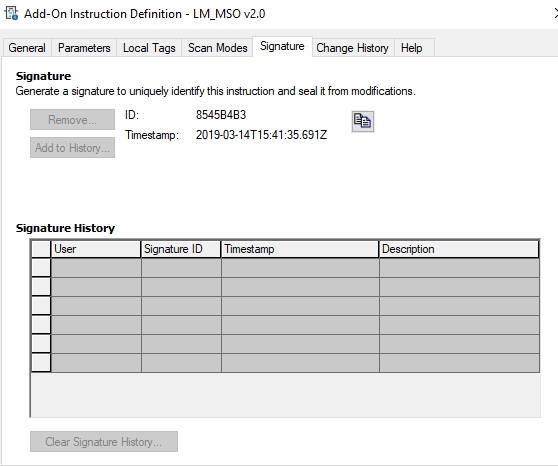 Add-On Instruction Definition - LM_MSO v2.0
General Parameters Local Tags Scan Modes Signature Change History Help
Signature
Generate a signature to uniquely identify this instruction and seal it from modifications.
Remove... ID: 8545B4B3
Timestamp: 2019-03-14T15:41:35.691Z
Add to History...
Signature History
User Signature ID Timestamp Description
Clear Signature History...